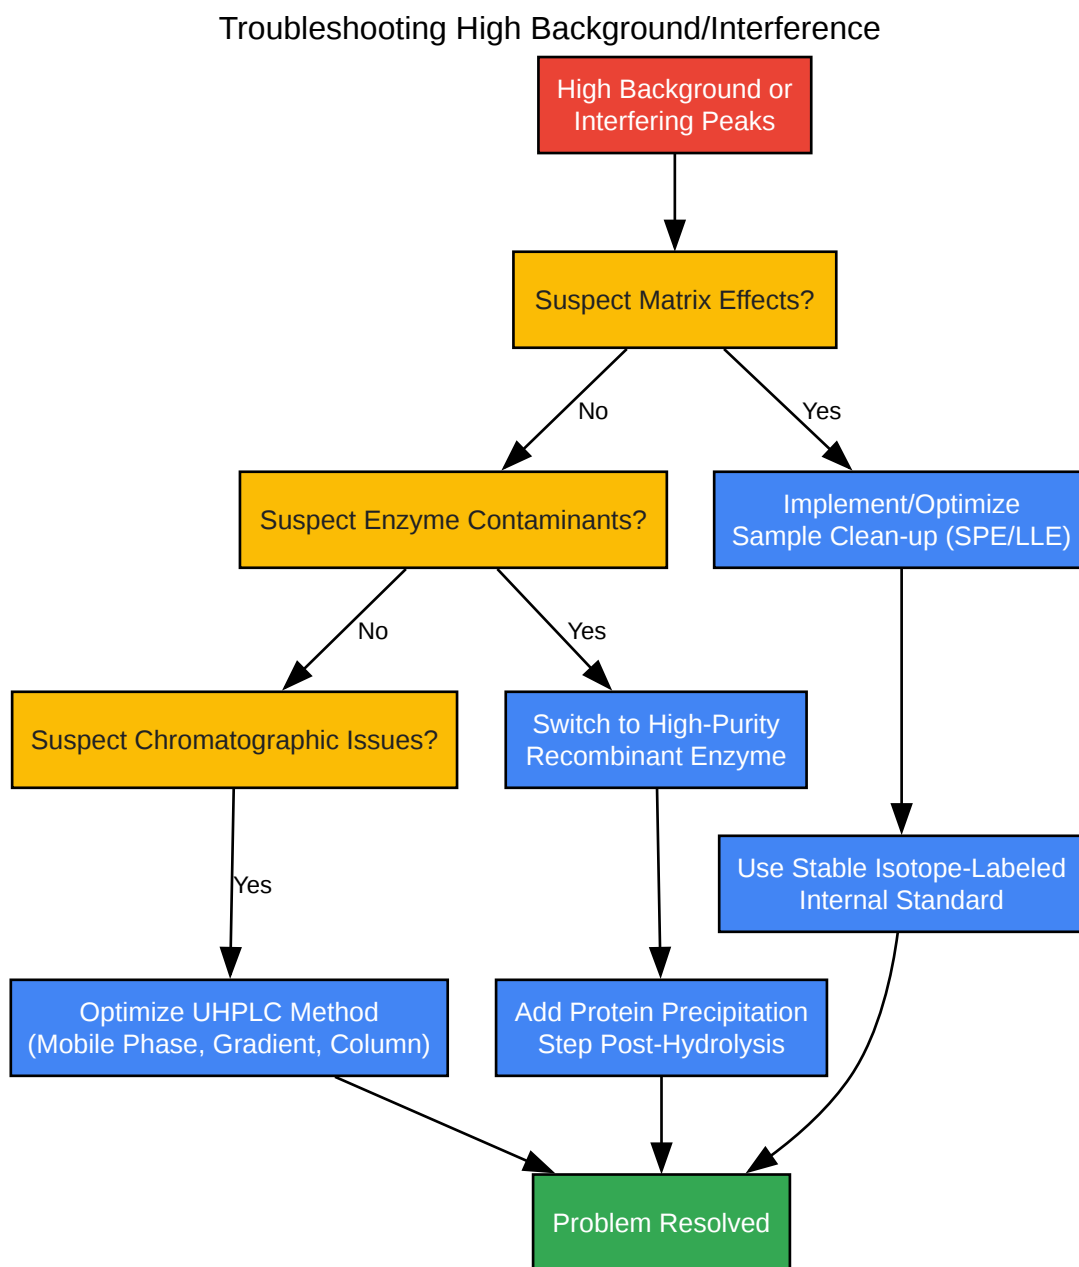 Troubleshooting High Background/Interference
High Background or
Interfering Peaks
Suspect Matrix Effects?
No
Yes
Suspect Enzyme Contaminants?
Implement/Optimize
Sample Clean-up (SPE/LLE)
No
Yes
Suspect Chromatographic Issues?
Switch to High-Purity
Recombinant Enzyme
Use Stable Isotope-Labeled
Internal Standard
Yes
Optimize UHPLC Method
(Mobile Phase, Gradient, Column)
Add Protein Precipitation
Step Post-Hydrolysis
Problem Resolved